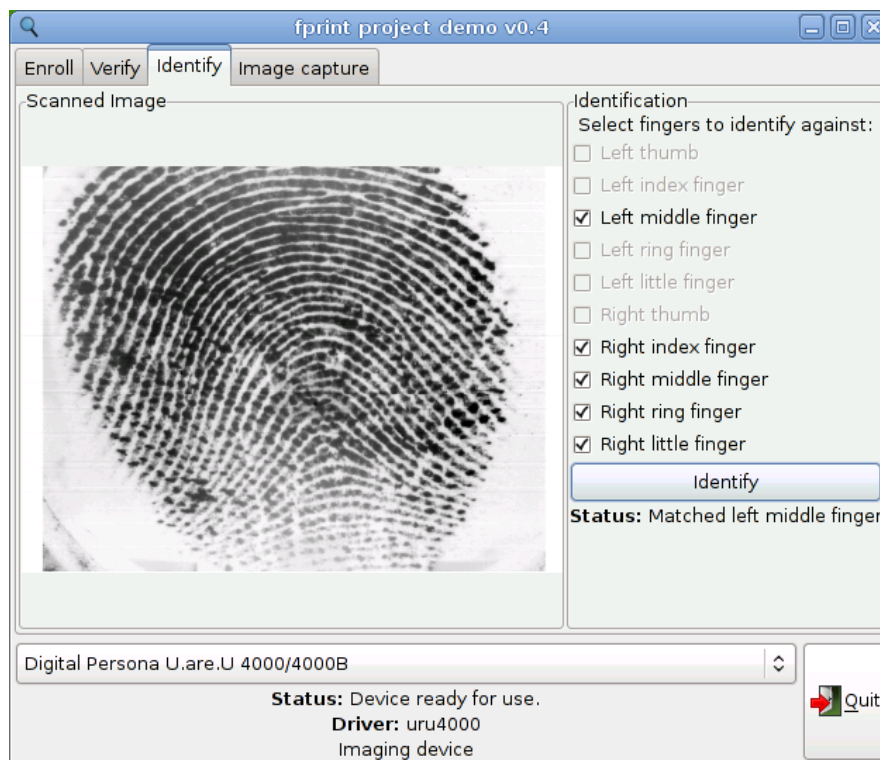 fprint project demo v0.4
Enroll Verify Identify Image capture
Scanned Image
Identification
Select fingers to identify against:
Left thumb
Left index finger
Left middle finger
Left ring finger
Left little finger
Right thumb
Right index finger
Right middle finger
Right ring finger
Right little finger
Identify
Status: Matched left middle finger
Digital Persona U.are.U 4000/4000B
Status: Device ready for use.
Driver: uru4000
Imaging device
Quit